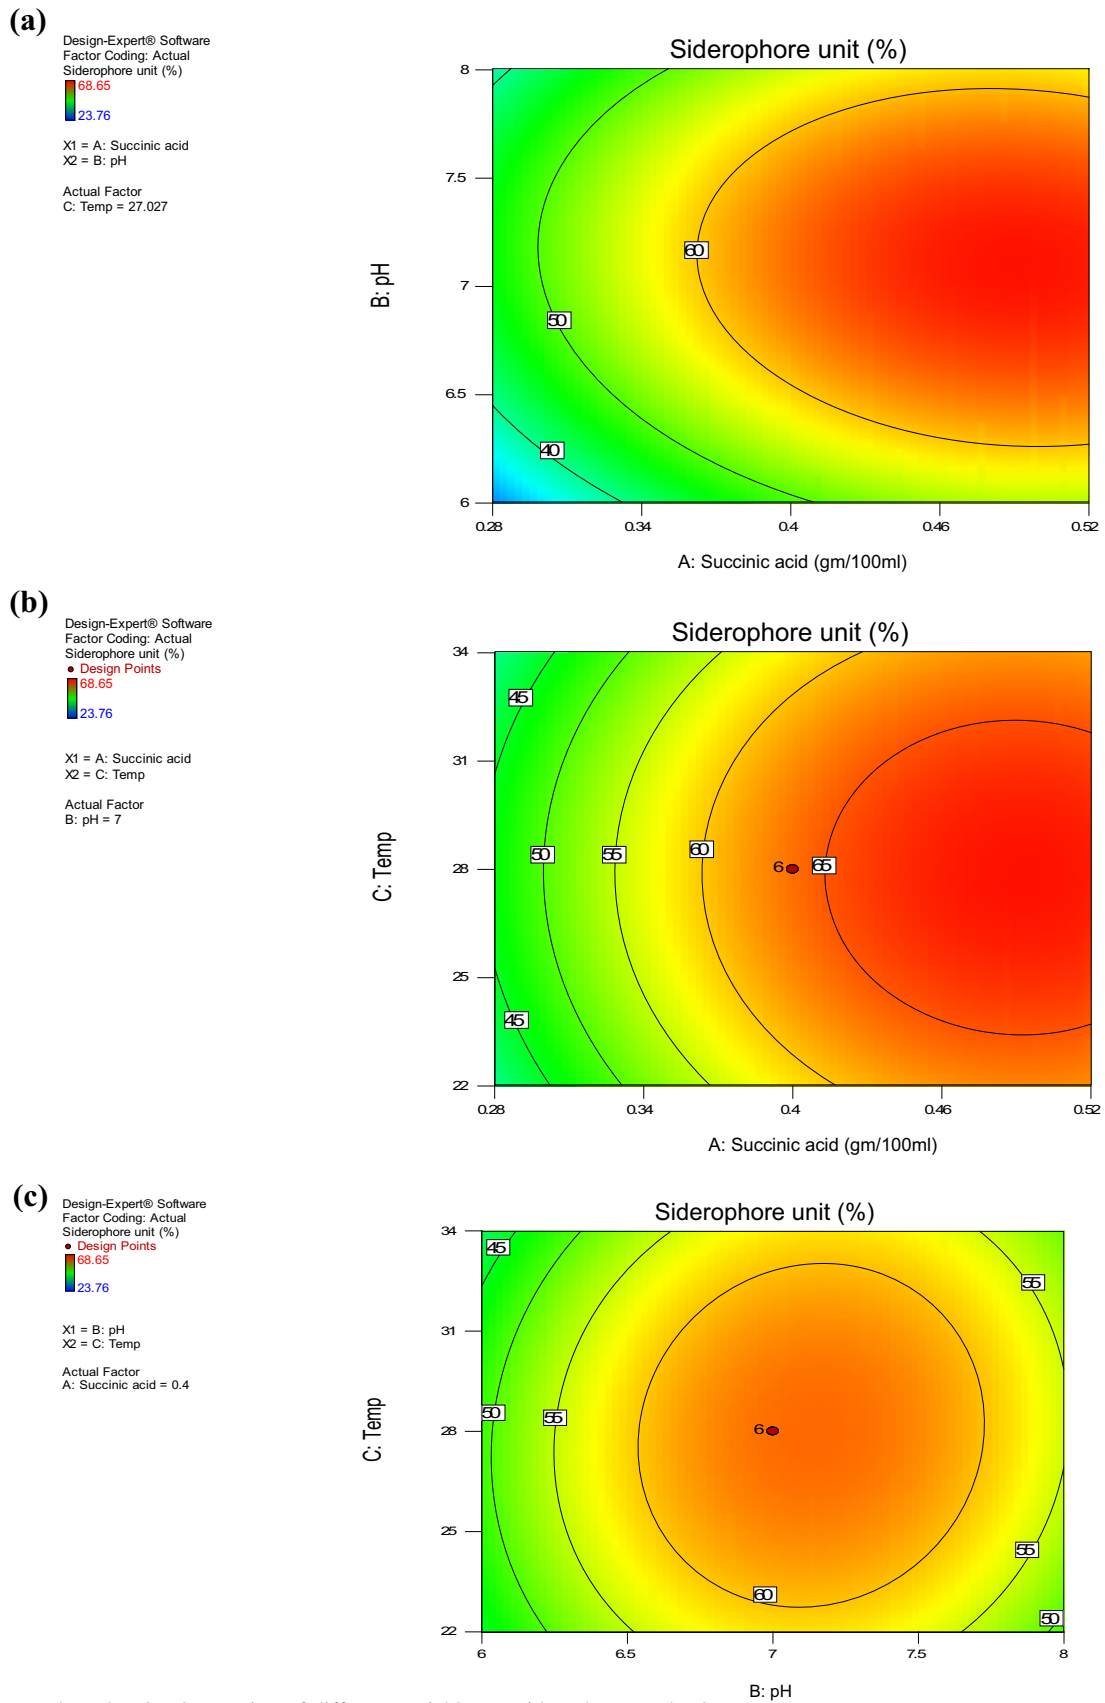 (a)
Design-Expert® Software
Factor Coding: Actual
Siderophore unit (%)
68.65
23.76
X1 = A: Succinic acid
X2 = B: pH
Actual Factor
C: Temp = 27.027
Siderophore unit (%)
8
7.5
7
6.5
6
B: pH
60
50
40
0.28
0.34
0.4
0.46
0.52
A: Succinic acid (gm/100ml)
(b)
Design-Expert® Software
Factor Coding: Actual
Siderophore unit (%)
Design Points
68.65
23.76
X1 = A: Succinic acid
X2 = C: Temp
Actual Factor
B: pH = 7
Siderophore unit (%)
34
31
28
25
22
C: Temp
45
50
55
60
6
65
45
0.28
0.34
0.4
0.46
0.52
A: Succinic acid (gm/100ml)
(c)
Design-Expert® Software
Factor Coding: Actual
Siderophore unit (%)
Design Points
68.65
23.76
X1 = B: pH
X2 = C: Temp
Actual Factor
A: Succinic acid = 0.4
Siderophore unit (%)
34
31
28
25
22
C: Temp
45
55
50
55
6
55
60
50
6
6.5
7
7.5
8
B: pH